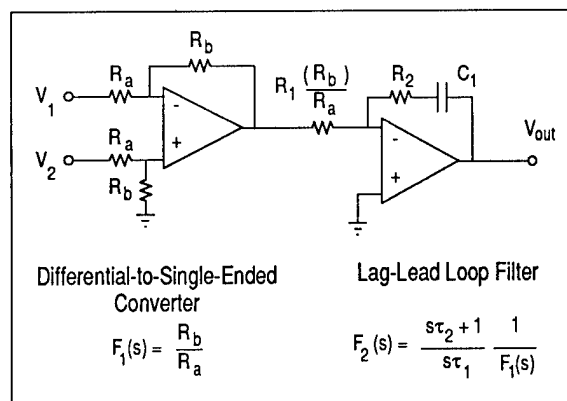 R_b
R_a
V_1
-
+
R_a
V_2
R_b
R_1 (R_b)/R_a
R_2
C_1
-
+
V_out
Differential-to-Single-Ended
Converter
F_1(s) = R_b/R_a
Lag-Lead Loop Filter
F_2(s) = sτ_2 + 1/sτ_1 1/F_1(s)